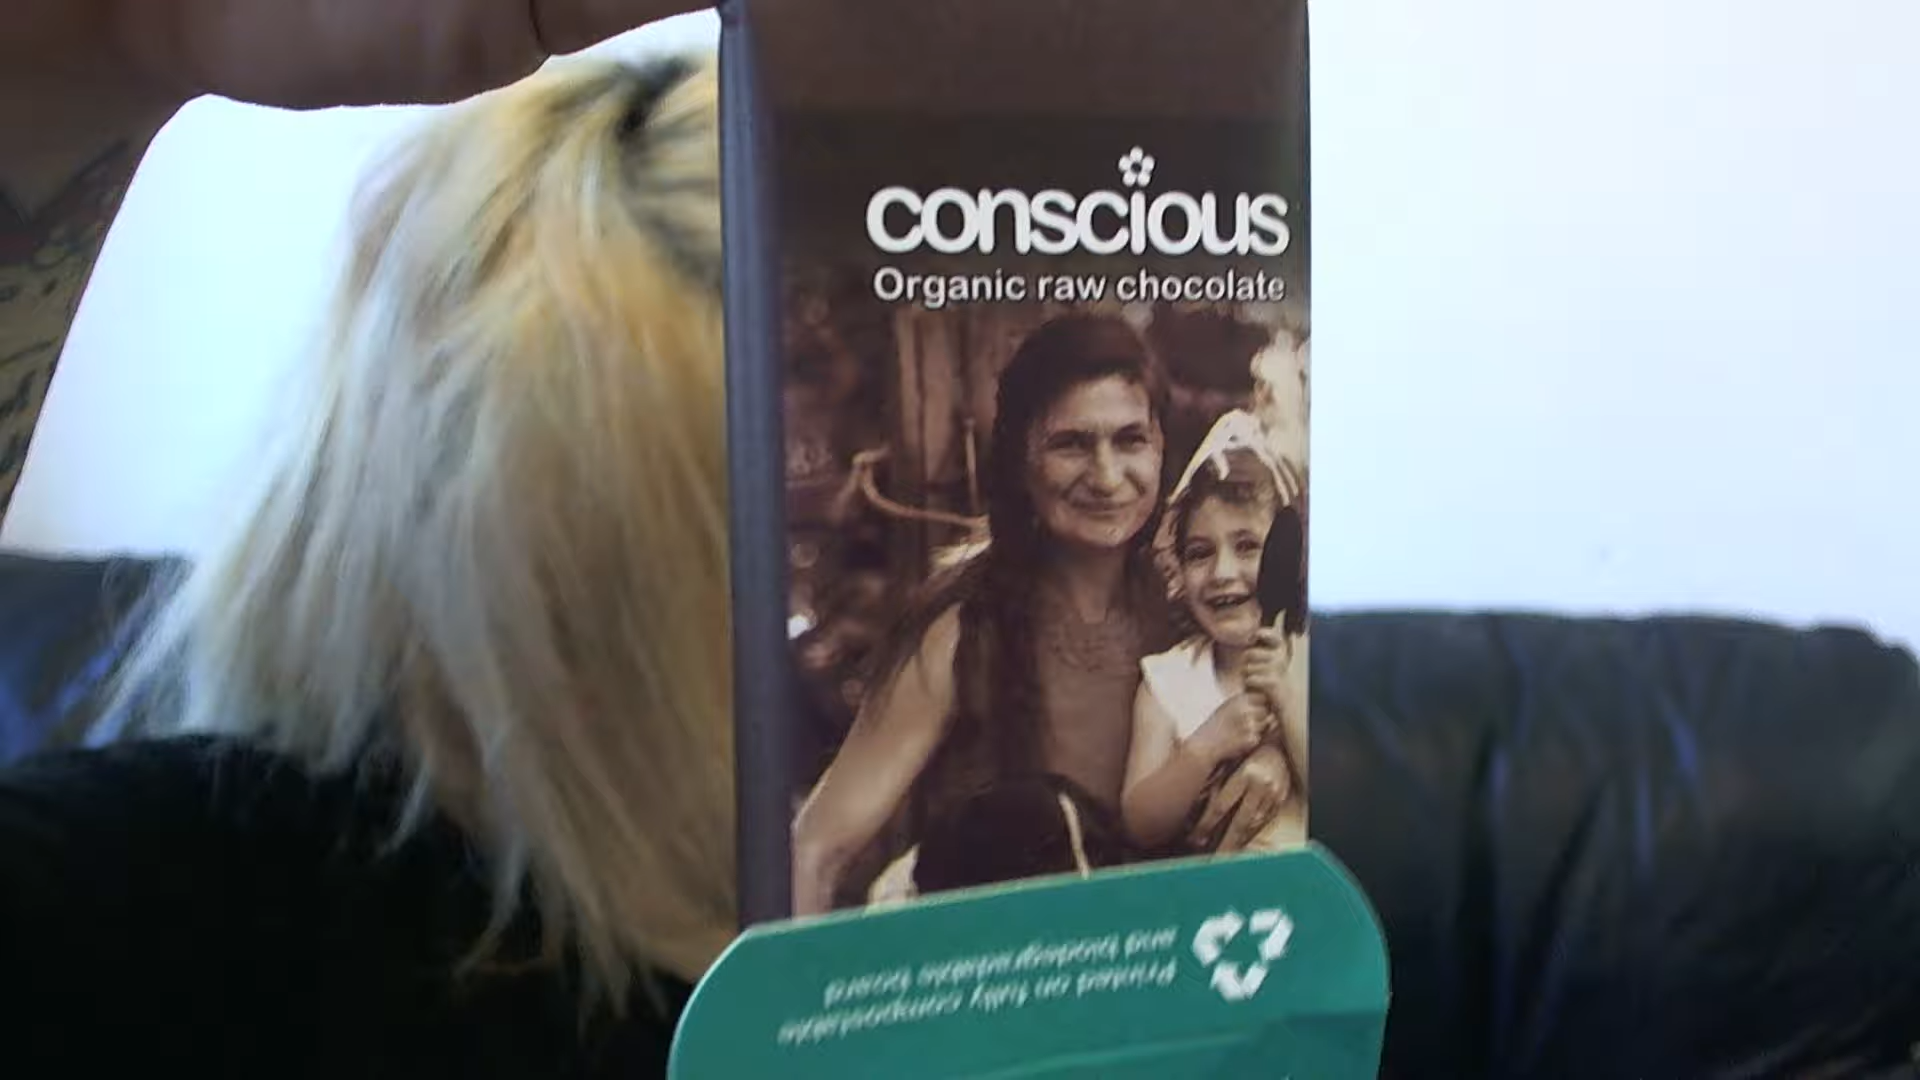 conscious
Organic raw chocolate
Printed on fully compostable
and biodegradable board